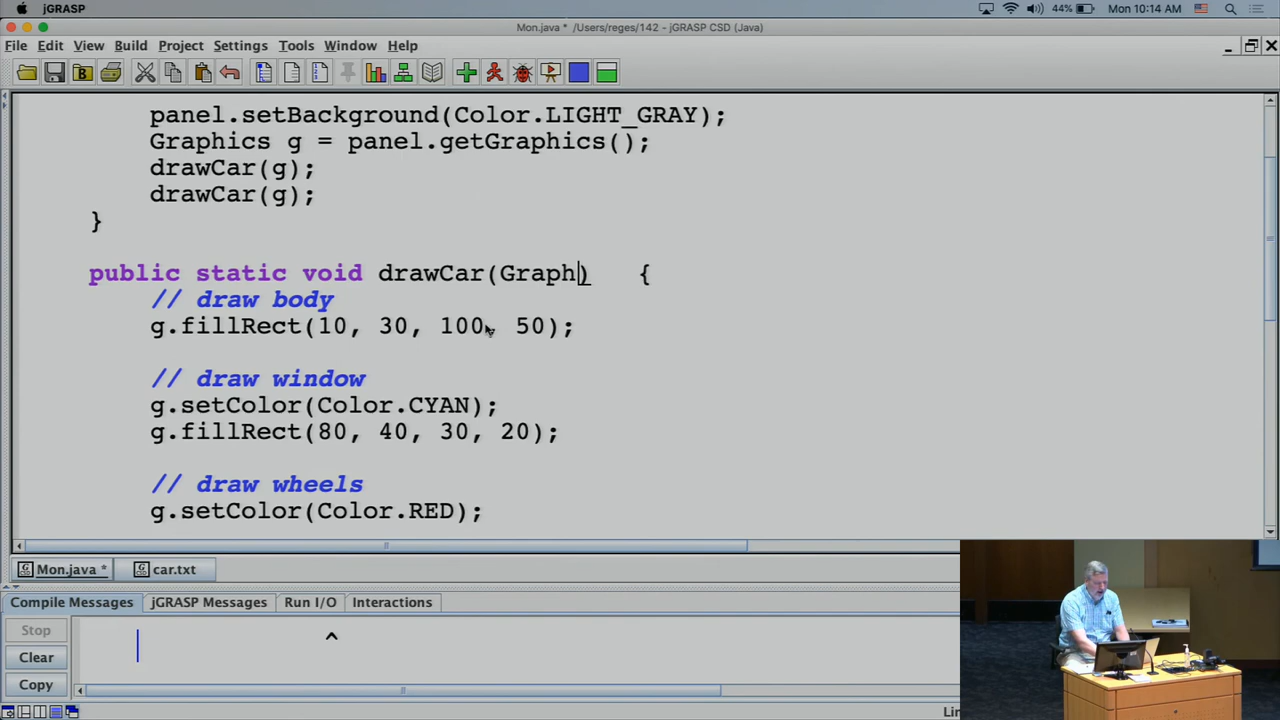 jGRASP
44%
Mon 10:14 AM
Mon.java * /Users/reges/142 - jGRASP CSD (Java)
File Edit View Build Project Settings Tools Window Help
panel.setBackground(Color.LIGHT_GRAY);
Graphics g = panel.getGraphics();
drawCar(g);
drawCar(g);
}
public static void drawCar(Graph) {
// draw body
g.fillRect(10, 30, 100, 50);
// draw window
g.setColor(Color.CYAN);
g.fillRect(80, 40, 30, 20);
// draw wheels
g.setColor(Color.RED);
Mon.java * car.txt
Compile Messages jGRASP Messages Run I/O Interactions
Stop
^
Clear
Copy